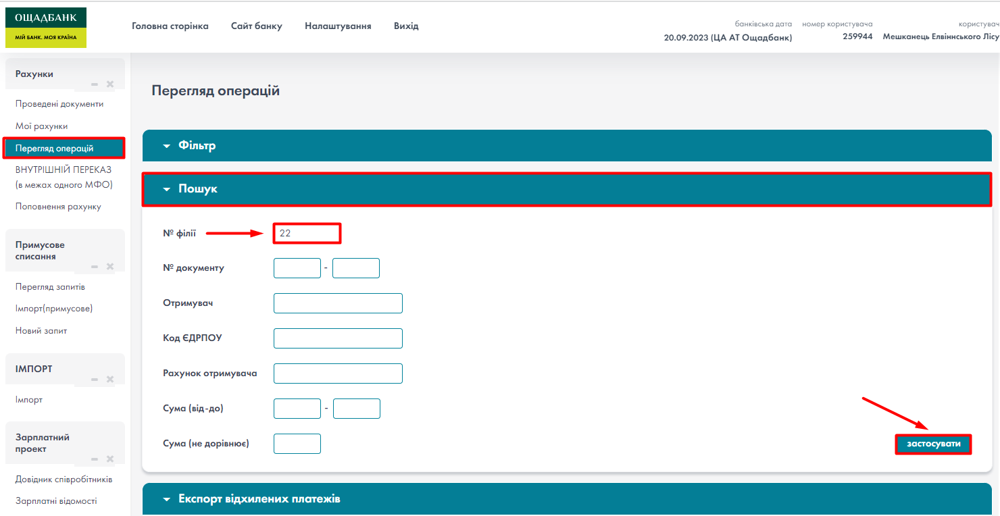 ОЩАДБАНК
МІЙ БАНК. МОЯ КРАЇНА
Головна сторінка
Сайт банку
Налаштування
Вихід
банківська дата
20.09.2023 (ЦА АТ Ощадбанк)
номер користувача
259944
користувач
Мешканець Елвіннського Лісу
Рахунки
Проведені документи
Мої рахунки
Перегляд операцій
ВНУТРІШНІЙ ПЕРЕКАЗ
(в межах одного МФО)
Поповнення рахунку
Примусове
списання
Перегляд запитів
Імпорт(примусове)
Новий запит
ІМПОРТ
Імпорт
Зарплатний
проект
Довідник співробітників
Зарплатні відомості
Перегляд операцій
Фільтр
Пошук
№ філії
22
№ документу
-
Отримувач
Код ЄДРПОУ
Рахунок отримувача
Сума (від-до)
-
Сума (не дорівнює)
застосувати
Експорт відхилених платежів